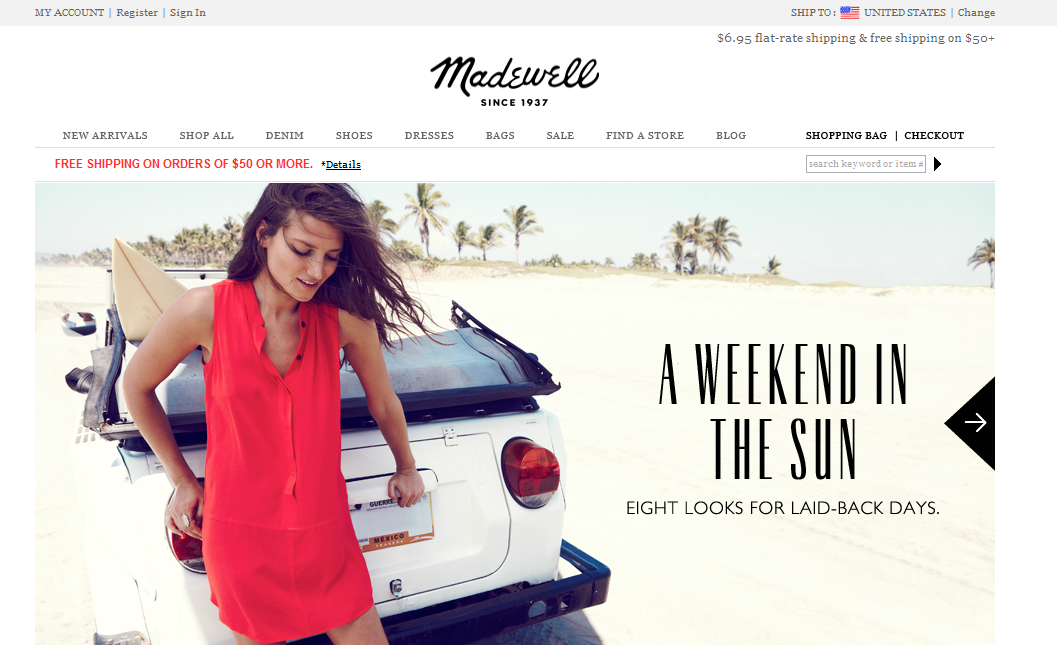 MY ACCOUNT | Register | Sign In
SHIP TO: UNITED STATES | Change
$6.95 flat-rate shipping & free shipping on $50+
Madewell
SINCE 1937
NEW ARRIVALS SHOP ALL DENIM SHOES DRESSES BAGS SALE FIND A STORE BLOG SHOPPING BAG | CHECKOUT
FREE SHIPPING ON ORDERS OF $50 OR MORE. *Details
search keyword or item #
A WEEKEND IN
THE SUN
EIGHT LOOKS FOR LAID-BACK DAYS.
MEXICO